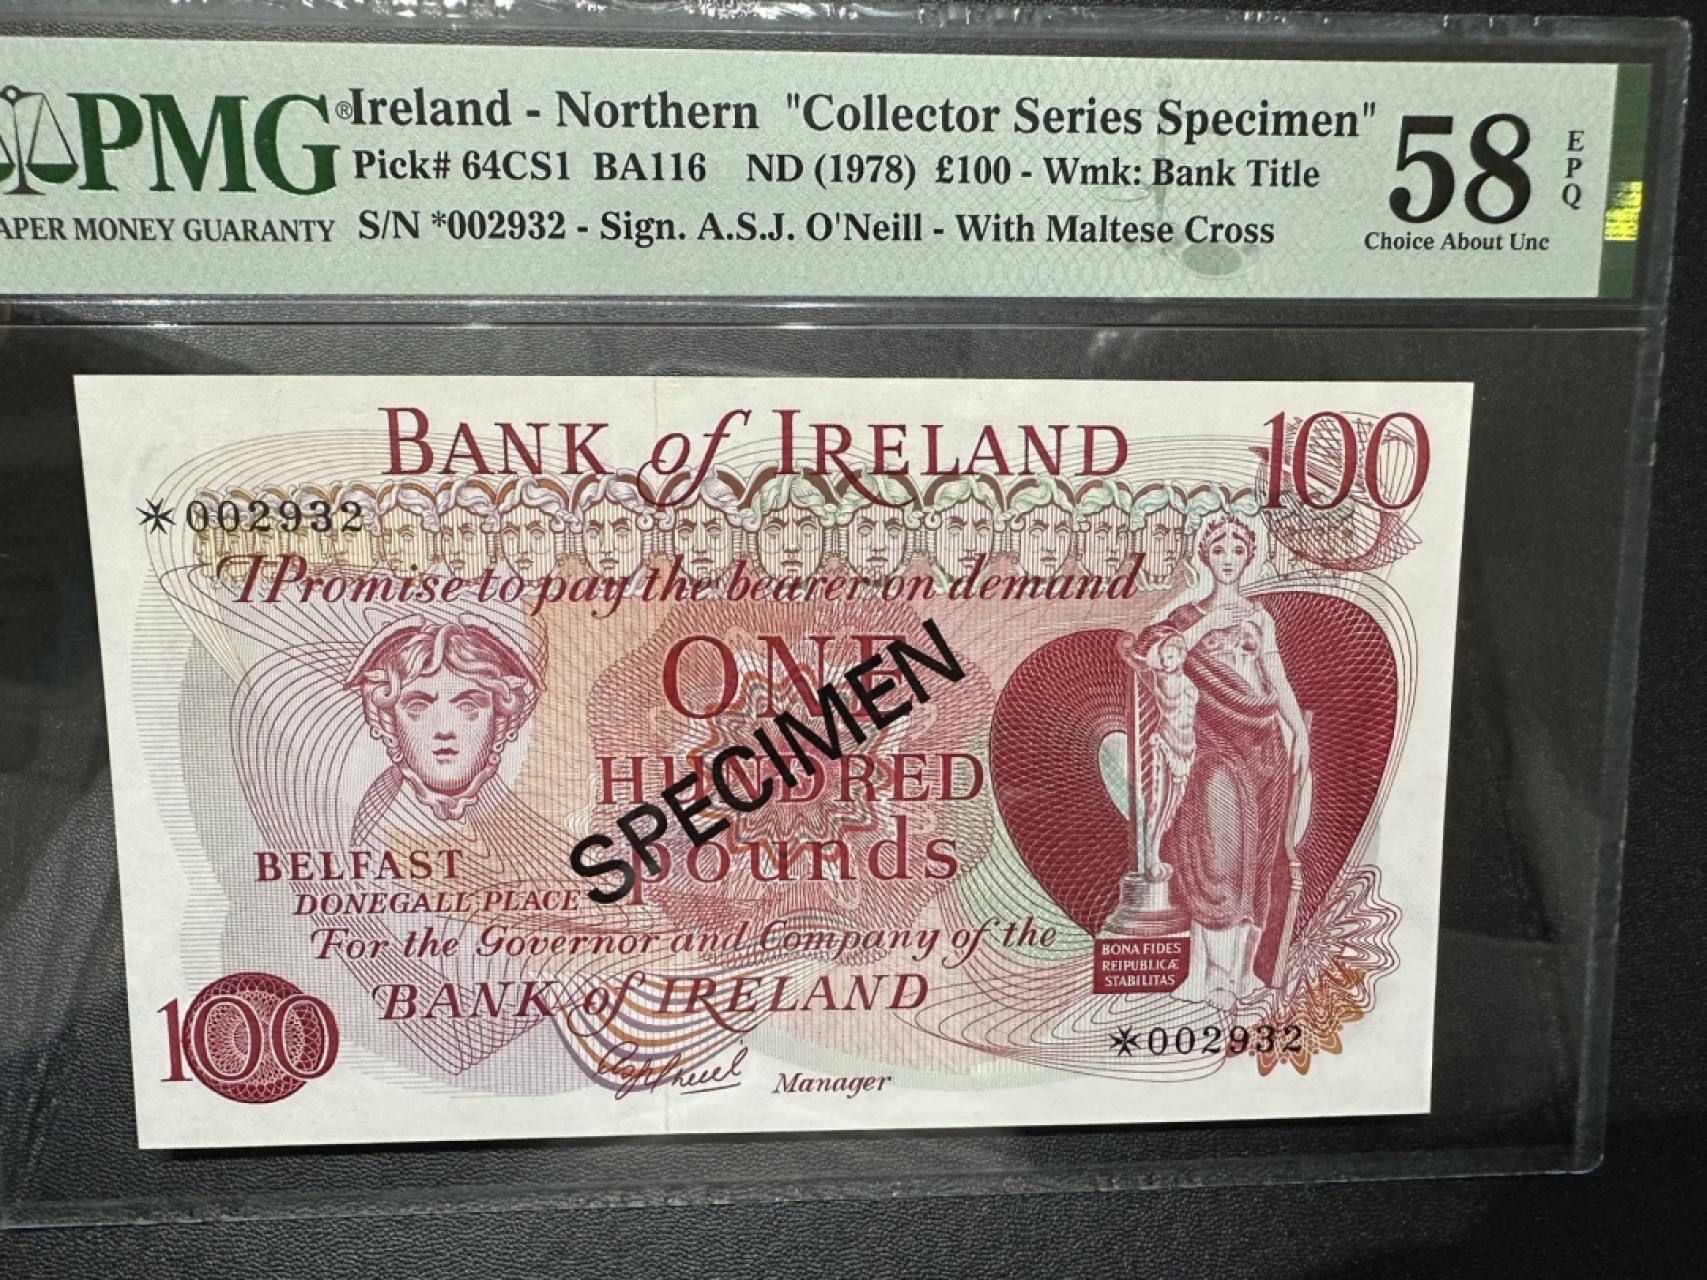 PMG® Ireland - Northern "Collector Series Specimen" 58 EPQ
Pick# 64CS1 BA116 ND (1978) £100 - Wmk: Bank Title
APER MONEY GUARANTY S/N *002932 - Sign. A.S.J. O'Neill - With Maltese Cross Choice About Unc
BANK of IRELAND 100
*002932
I Promise to pay the bearer on demand
ONE
HUNDRED
pounds
SPECIMEN
BELFAST
DONEGALL PLACE
For the Governor and Company of the
BANK of IRELAND
BONA FIDES
REIPUBLICÆ
STABILITAS
100
*002932
Manager